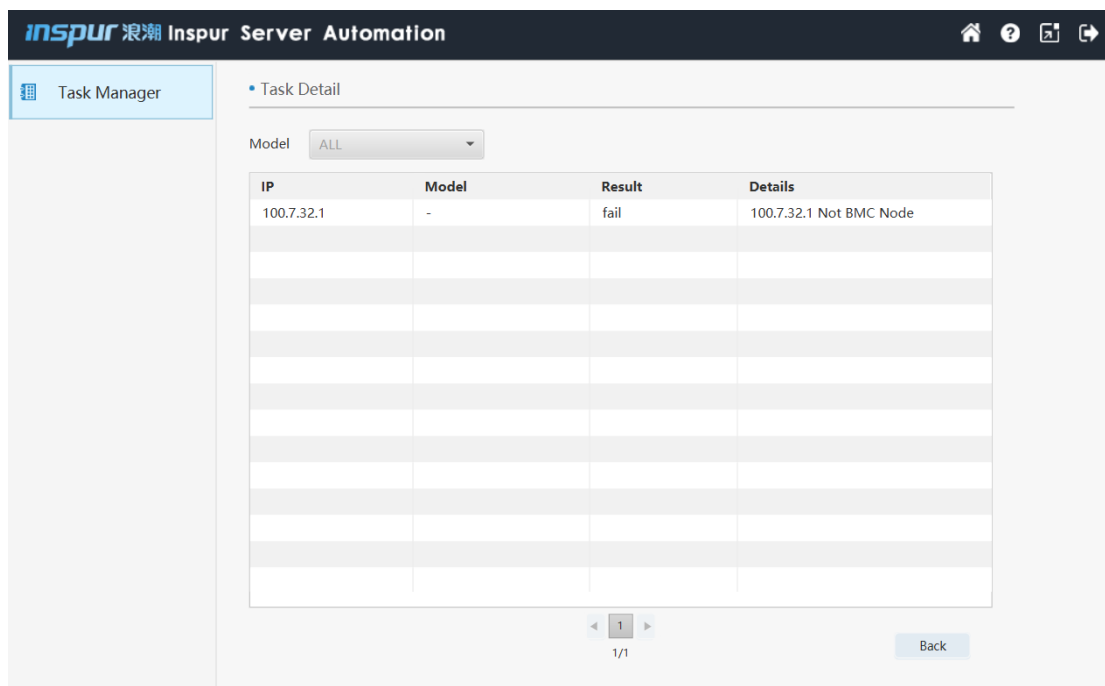 inspur 浪潮 Inspur Server Automation
Task Manager
• Task Detail
Model ALL
IP Model Result Details
100.7.32.1 - fail 100.7.32.1 Not BMC Node
1
1/1
Back